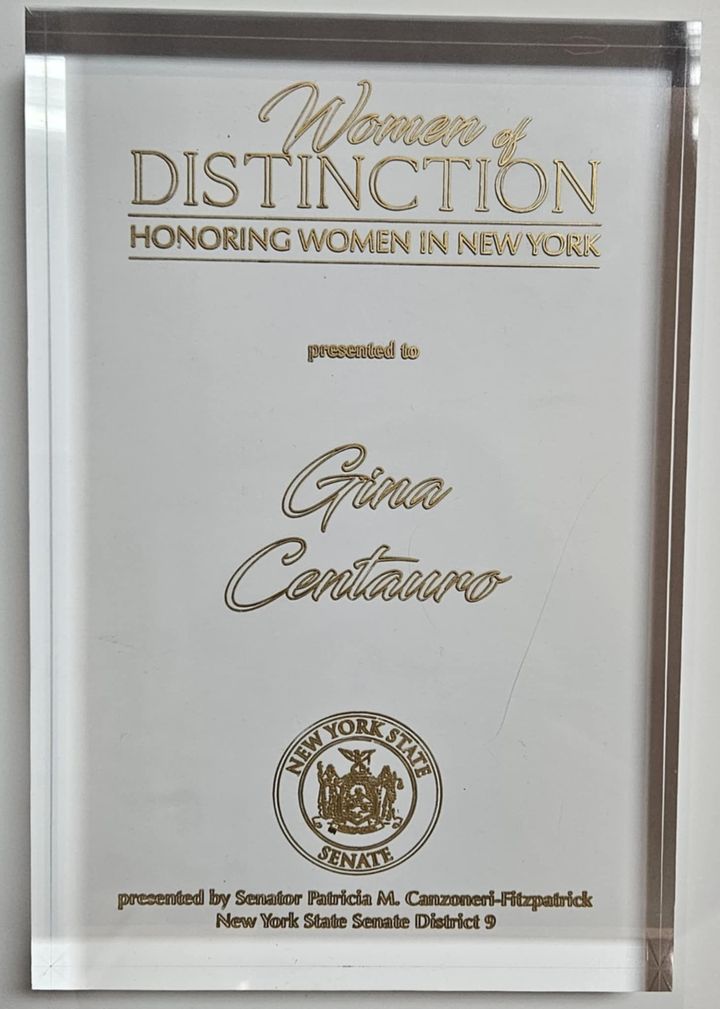 Women of
DISTINCTION
HONORING WOMEN IN NEW YORK
presented to
Gina
Centauro
NEW YORK STATE
SENATE
presented by Senator Patricia M. Canzoneri-Fitzpatrick
New York State Senate District 9